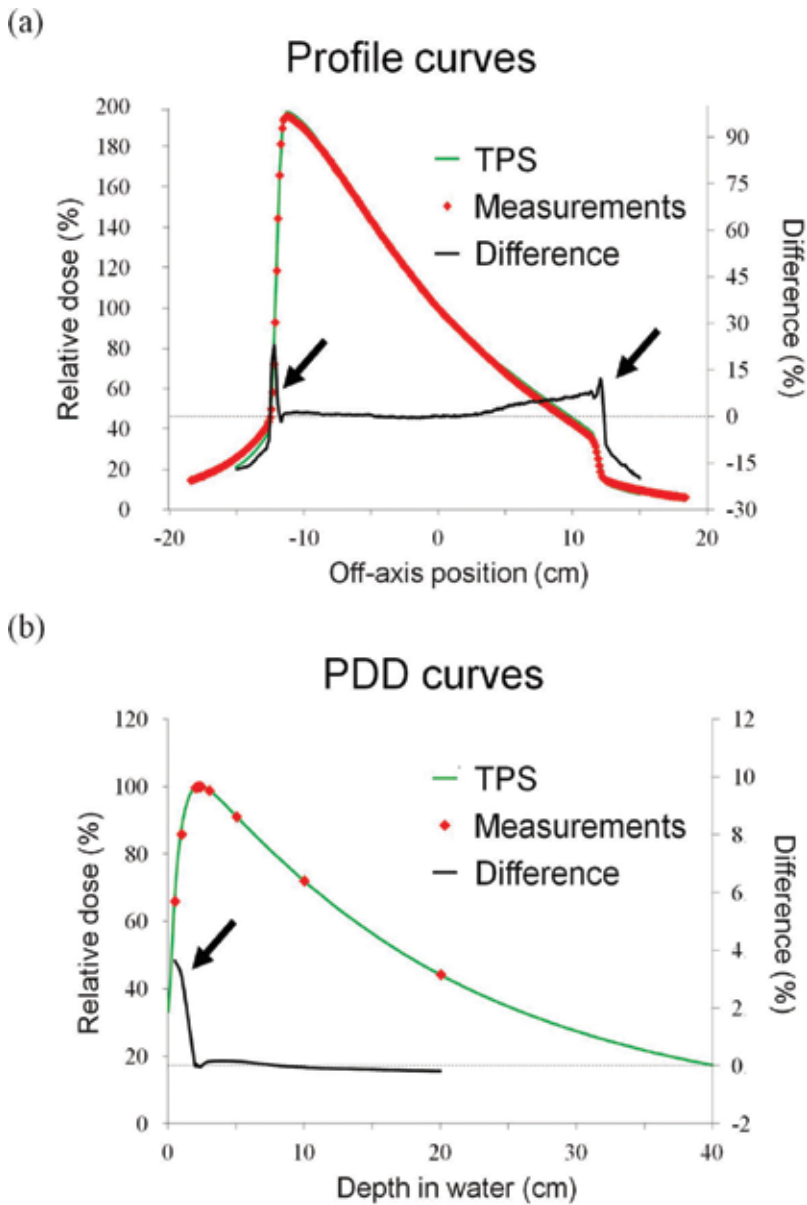 (a)
Profile curves
200
180
160
140
120
100
80
60
40
20
0
Relative dose (%)
90
75
60
45
30
15
0
-15
-30
Difference (%)
TPS
Measurements
Difference
-20
-10
0
10
20
Off-axis position (cm)
(b)
PDD curves
120
100
80
60
40
20
0
Relative dose (%)
12
10
8
6
4
2
0
-2
Difference (%)
TPS
Measurements
Difference
0
10
20
30
40
Depth in water (cm)